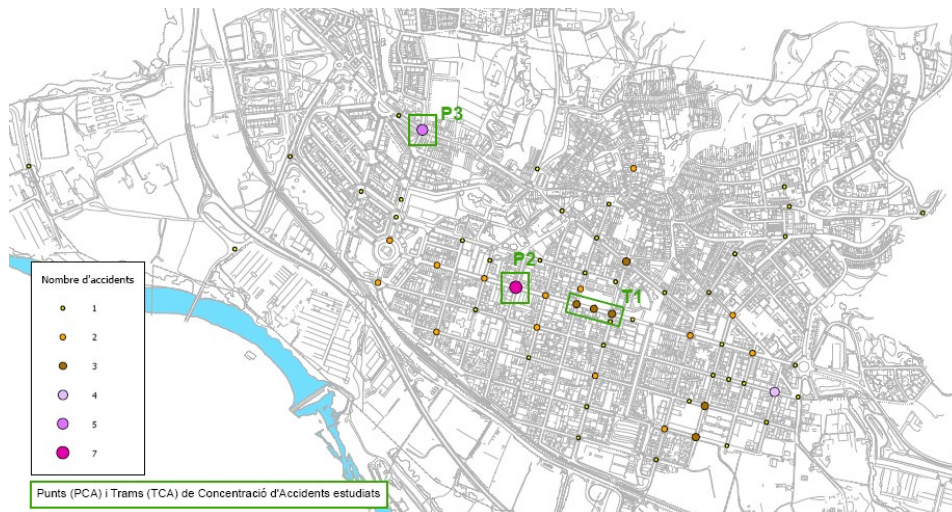 P3
P2
T1
Nombre d'accidents
1
2
3
4
5
7
Punts (PCA) i Trams (TCA) de Concentració d'Accidents estudiats